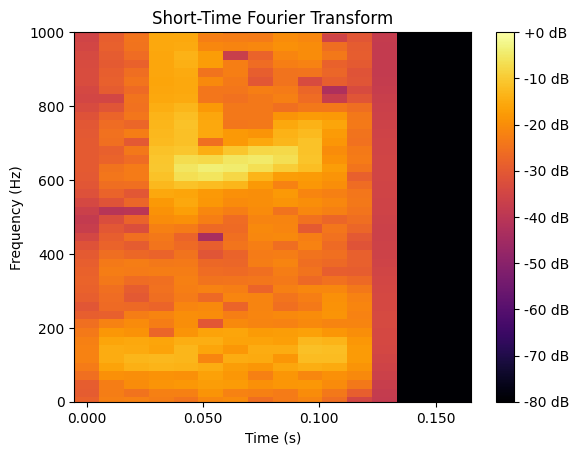 Short-Time Fourier Transform
1000
800
600
400
200
0
Frequency (Hz)
0.000
0.050
0.100
0.150
Time (s)
+0 dB
-10 dB
-20 dB
-30 dB
-40 dB
-50 dB
-60 dB
-70 dB
-80 dB